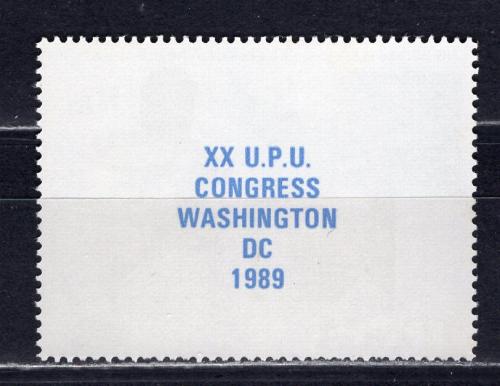 XX U.P.U.
CONGRESS
WASHINGTON
DC
1989